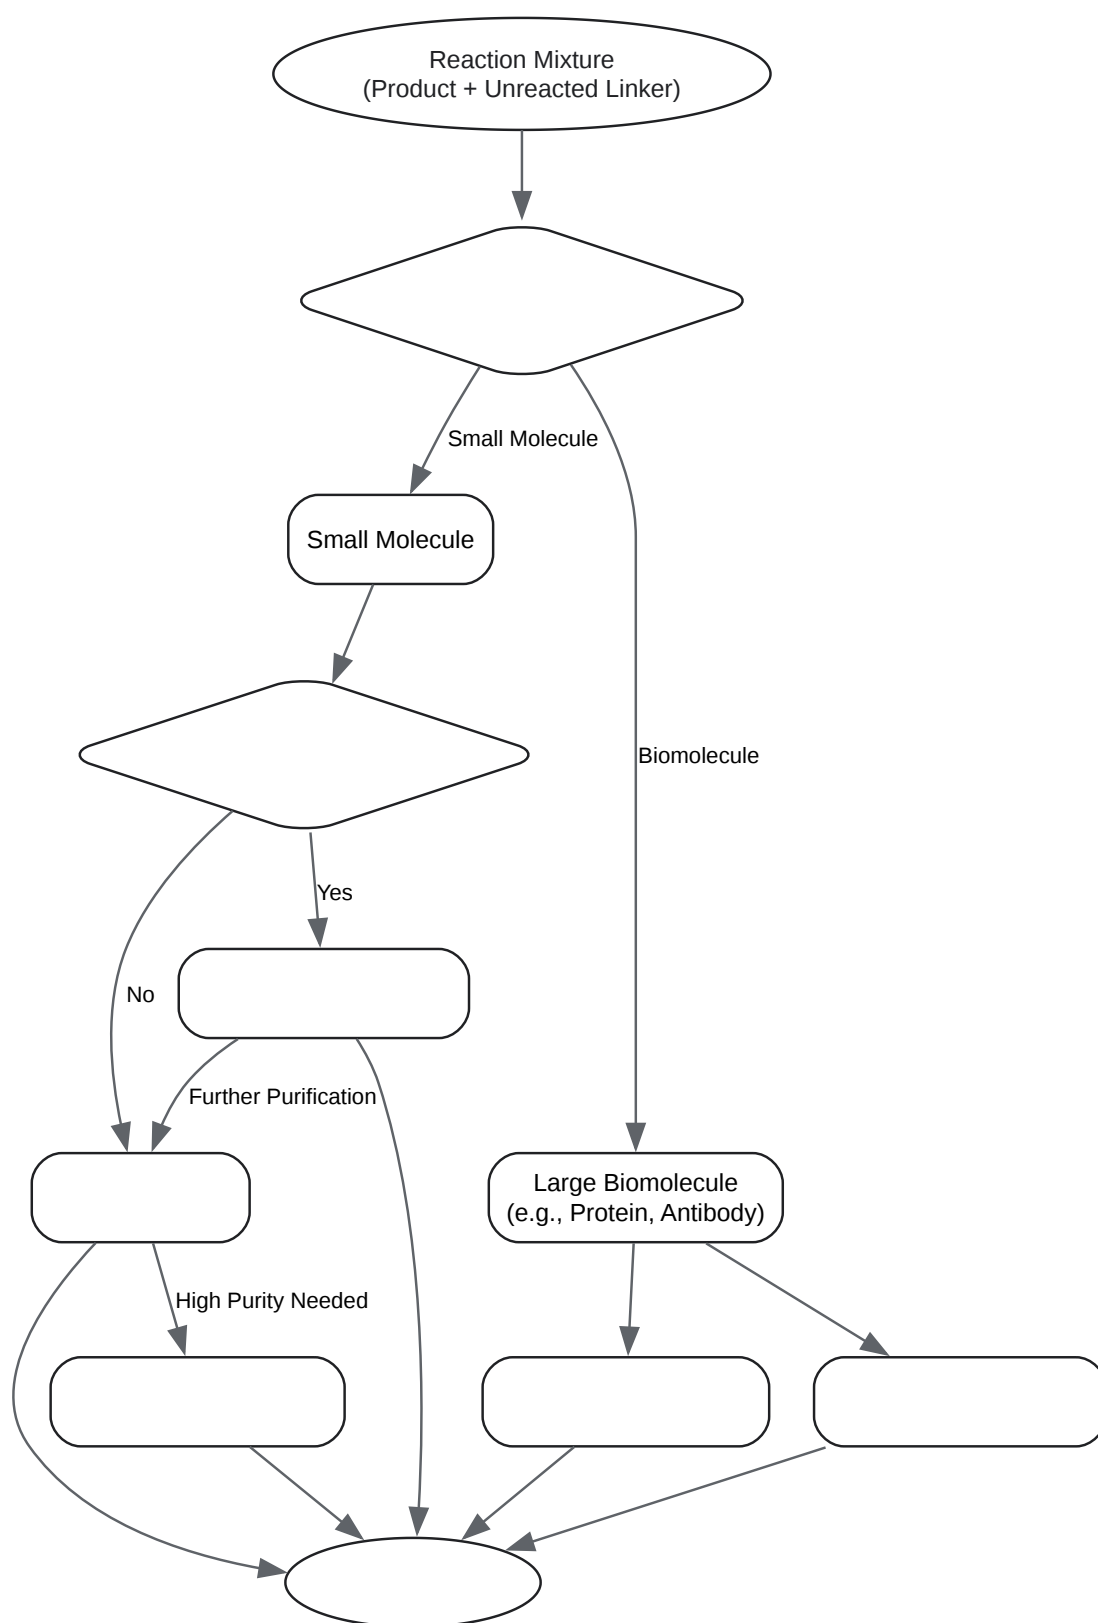 Reaction Mixture
(Product + Unreacted Linker)
Small Molecule
Small Molecule
Biomolecule
Yes
No
Further Purification
Large Biomolecule
(e.g., Protein, Antibody)
High Purity Needed